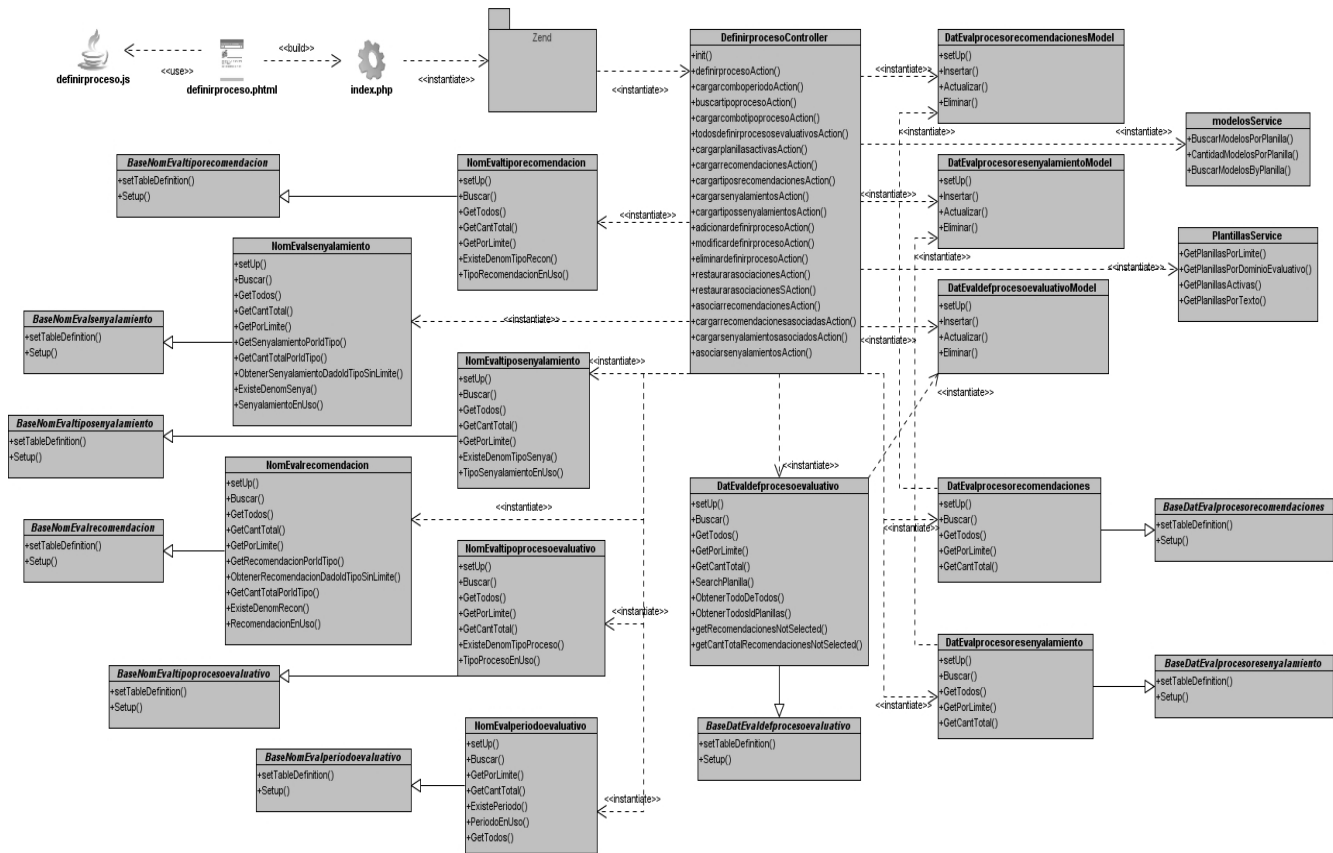 definirproceso.js
<<use>>
definirproceso.phtml
<<build>>
index.php
<<instantiate>>
Zend
<<instantiate>>
DefinirprocesoController
+init()
+definirprocesoAction()
+cargarcomboperiodoAction()
+buscartipoprocesoAction()
+cargarcombotipoprocesoAction()
+todosdefinirprocesosevaluativosAction()
+cargarplanillasactivasAction()
+cargarrecomendacionesAction()
+cargartiposrecomendacionesAction()
+cargarsenyalamientosAction()
+cargartipossenyalamientosAction()
+adicionardefinirprocesoAction()
+modificardefinirprocesoAction()
+eliminardefinirprocesoAction()
+restaurarasociacionesAction()
+restaurarasociacionesSAction()
+asociarrecomendacionesAction()
+cargarrecomendacionesasociadasAction()
+cargarsenyalamientosasociadosAction()
+asociarsenyalamientosAction()
<<instantiate>>
DatEvalprocesorecomendacionesModel
+setUp()
+Insertar()
+Actualizar()
+Eliminar()
<<instantiate>>
<<instantiate>>
modelosService
+BuscarModelosPorPlanilla()
+CantidadModelosPorPlanilla()
+BuscarModelosByPlanilla()
<<instantiate>>
DatEvalprocesoresenyalamientoModel
+setUp()
+Insertar()
+Actualizar()
+Eliminar()
<<instantiate>>
<<instantiate>>
PlantillasService
+GetPlanillasPorLimite()
+GetPlanillasPorDominioEvaluativo()
+GetPlanillasActivas()
+GetPlanillasPorTexto()
<<instantiate>>
DatEvaldefprocesoevaluativoModel
+setUp()
+Insertar()
+Actualizar()
+Eliminar()
<<instantiate>>
BaseNomEvaltiporecomendacion
+setTableDefinition()
+Setup()
NomEvaltiporecomendacion
+setUp()
+Buscar()
+GetTodos()
+GetCantTotal()
+GetPorLimite()
+ExisteDenomTipoRecon()
+TipoRecomendacionEnUso()
<<instantiate>>
NomEvalsenyalamiento
+setUp()
+Buscar()
+GetTodos()
+GetCantTotal()
+GetPorLimite()
+GetSenyalamientoPorIdTipo()
+GetCantTotalPorIdTipo()
+ObtenerSenyalamientoDadoIdTipoSinLimite()
+ExisteDenomSenya()
+SenyalamientoEnUso()
<<instantiate>>
BaseNomEvalsenyalamiento
+setTableDefinition()
+Setup()
NomEvaltiposenyalamiento
+setUp()
+Buscar()
+GetTodos()
+GetCantTotal()
+GetPorLimite()
+ExisteDenomTipoSenya()
+TipoSenyalamientoEnUso()
<<instantiate>>
BaseNomEvaltiposenyalamiento
+setTableDefinition()
+Setup()
NomEvalrecomendacion
+setUp()
+Buscar()
+GetTodos()
+GetCantTotal()
+GetPorLimite()
+GetRecomendacionPorIdTipo()
+ObtenerRecomendacionDadoIdTipoSinLimite()
+GetCantTotalPorIdTipo()
+ExisteDenomRecon()
+RecomendacionEnUso()
<<instantiate>>
BaseNomEvalrecomendacion
+setTableDefinition()
+Setup()
NomEvaltipoprocesoevaluativo
+setUp()
+Buscar()
+GetTodos()
+GetPorLimite()
+GetCantTotal()
+ExisteDenomTipoProceso()
+TipoProcesoEnUso()
<<instantiate>>
BaseNomEvaltipoprocesoevaluativo
+setTableDefinition()
+Setup()
NomEvalperiodoevaluativo
+setUp()
+Buscar()
+GetPorLimite()
+GetCantTotal()
+ExistePeriodo()
+PeriodoEnUso()
+GetTodos()
<<instantiate>>
BaseNomEvalperiodoevaluativo
+setTableDefinition()
+Setup()
<<instantiate>>
DatEvaldefprocesoevaluativo
+setUp()
+Buscar()
+GetTodos()
+GetPorLimite()
+GetCantTotal()
+SearchPlanilla()
+ObtenerTodoDeTodos()
+ObtenerTodosIdPlanillas()
+getRecomendacionesNotSelected()
+getCantTotalRecomendacionesNotSelected()
<<instantiate>>
BaseDatEvaldefprocesoevaluativo
+setTableDefinition()
+Setup()
DatEvalprocesorecomendaciones
+setUp()
+Buscar()
+GetTodos()
+GetPorLimite()
+GetCantTotal()
<<instantiate>>
BaseDatEvalprocesorecomendaciones
+setTableDefinition()
+Setup()
DatEvalprocesoresenyalamiento
+setUp()
+Buscar()
+GetTodos()
+GetPorLimite()
+GetCantTotal()
<<instantiate>>
BaseDatEvalprocesoresenyalamiento
+setTableDefinition()
+Setup()